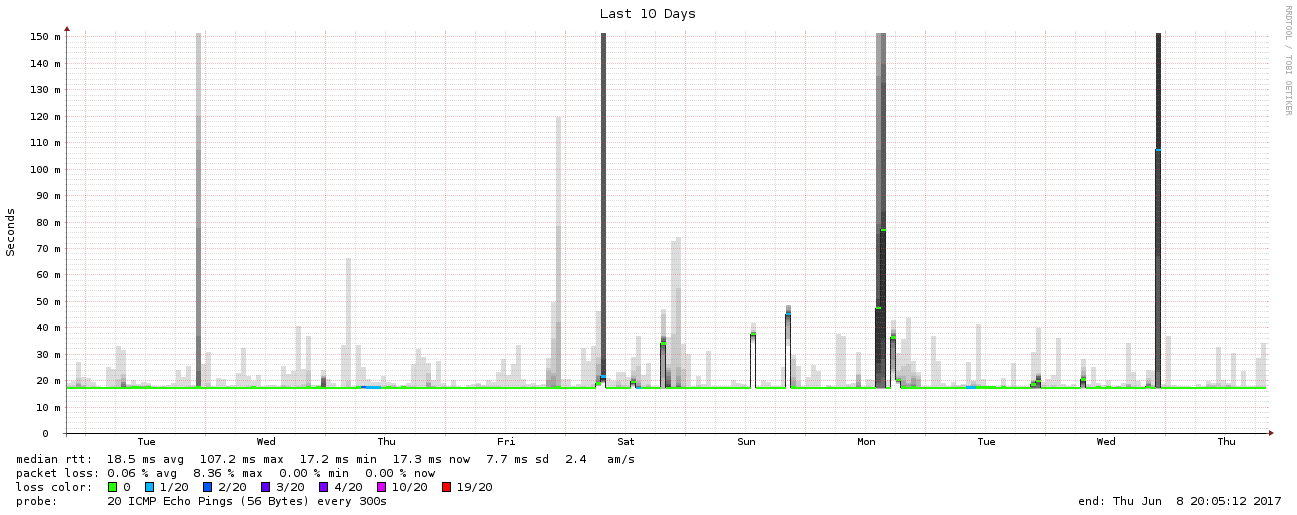 Last 10 Days
RRDTOOL / TOBI OETIKER
Seconds
150 m
140 m
130 m
120 m
110 m
100 m
90 m
80 m
70 m
60 m
50 m
40 m
30 m
20 m
10 m
0
Tue Wed Thu Fri Sat Sun Mon Tue Wed Thu
median rtt: 18.5 ms avg 107.2 ms max 17.2 ms min 17.3 ms now 7.7 ms sd 2.4 am/s
packet loss: 0.06 % avg 8.36 % max 0.00 % min 0.00 % now
loss color: 0 1/20 2/20 3/20 4/20 10/20 19/20
probe: 20 ICMP Echo Pings (56 Bytes) every 300s end: Thu Jun 8 20:05:12 2017